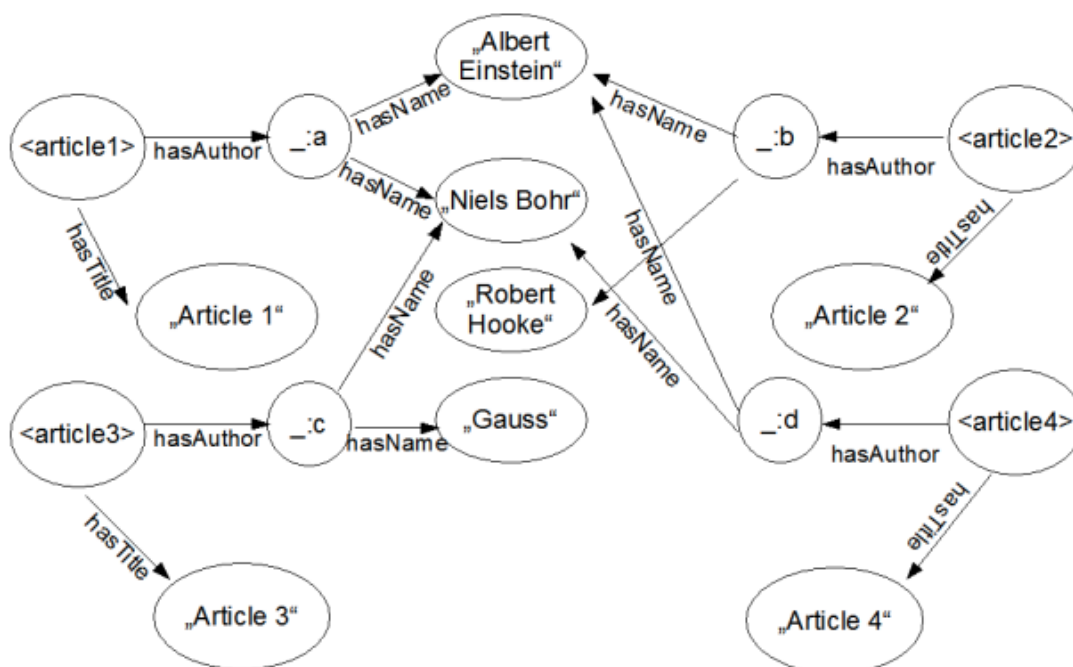 „Albert
Einstein“
<article1>
hasAuthor
_:a
hasName
hasName
hasName
_:b
hasAuthor
<article2>
„Niels Bohr“
hasTitle
hasTitle
hasName
„Article 1“
hasName
„Robert
Hooke“
hasName
„Article 2“
<article3>
hasAuthor
_:c
hasName
„Gauss“
_:d
hasAuthor
<article4>
hasTitle
hasTitle
„Article 3“
„Article 4“